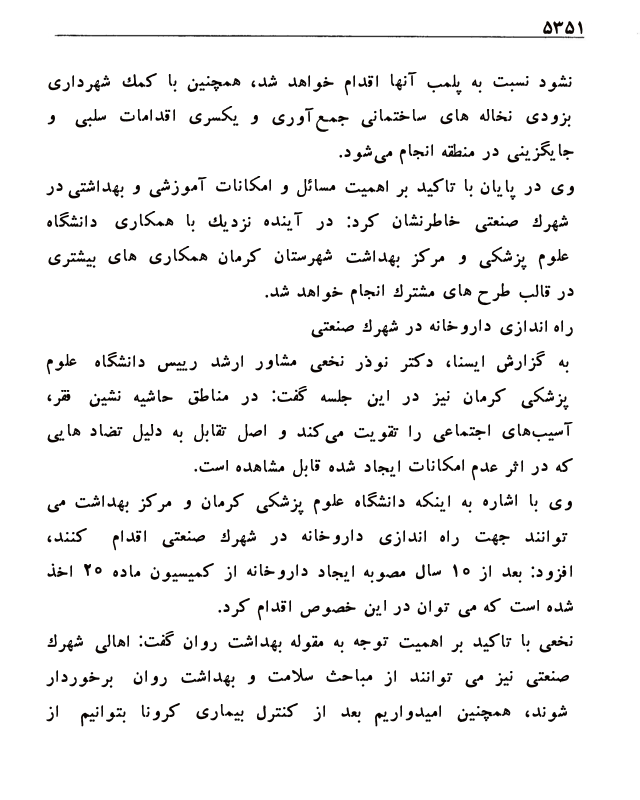 ۵۳۵۱
نشود نسبت به پلمب آنها اقدام خواهد شد، همچنین با کمك شهرداری
بزودی نخاله های ساختمانی جمع‌آوری و یکسری اقدامات سلبی و
جایگزینی در منطقه انجام می‌شود.
وی در پایان با تاکید بر اهمیت مسائل و امکانات آموزشی و بهداشتی در
شهرك صنعتی خاطرنشان کرد: در آینده نزدیك با همکاری دانشگاه
علوم پزشکی و مرکز بهداشت شهرستان کرمان همکاری های بیشتری
در قالب طرح های مشترك انجام خواهد شد.
راه اندازی داروخانه در شهرك صنعتی
به گزارش ایسنا، دکتر نوذر نخعی مشاور ارشد رییس دانشگاه علوم
پزشکی کرمان نیز در این جلسه گفت: در مناطق حاشیه نشین فقر،
آسیب‌های اجتماعی را تقویت می‌کند و اصل تقابل به دلیل تضاد هایی
که در اثر عدم امکانات ایجاد شده قابل مشاهده است.
وی با اشاره به اینکه دانشگاه علوم پزشکی کرمان و مرکز بهداشت می
توانند جهت راه اندازی داروخانه در شهرك صنعتی اقدام کنند،
افزود: بعد از ۱۵ سال مصوبه ایجاد داروخانه از کمیسیون ماده ۲۵ اخذ
شده است که می توان در این خصوص اقدام کرد.
نخعی با تاکید بر اهمیت توجه به مقوله بهداشت روان گفت: اهالی شهرك
صنعتی نیز می توانند از مباحث سلامت و بهداشت روان برخوردار
شوند، همچنین امیدواریم بعد از کنترل بیماری کرونا بتوانیم از